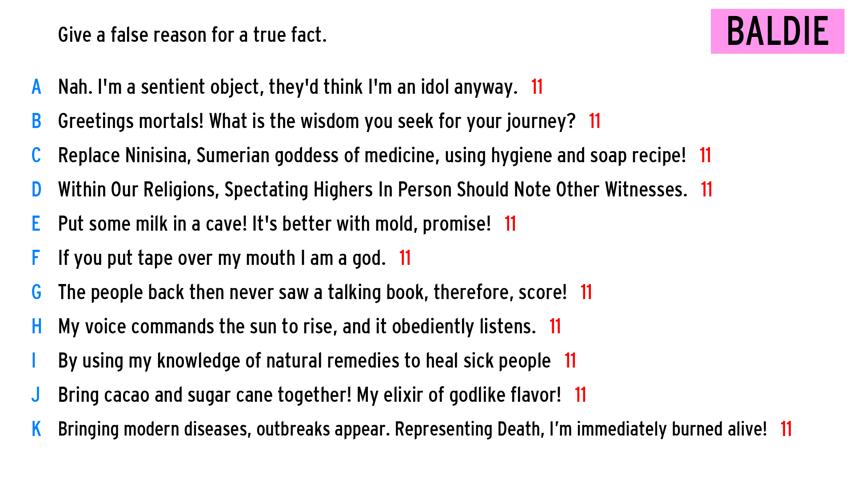 Give a false reason for a true fact.
BALDIE
A Nah. I'm a sentient object, they'd think I'm an idol anyway. 11
B Greetings mortals! What is the wisdom you seek for your journey? 11
C Replace Ninisina, Sumerian goddess of medicine, using hygiene and soap recipe! 11
D Within Our Religions, Spectating Highers In Person Should Note Other Witnesses. 11
E Put some milk in a cave! It's better with mold, promise! 11
F If you put tape over my mouth I am a god. 11
G The people back then never saw a talking book, therefore, score! 11
H My voice commands the sun to rise, and it obediently listens. 11
I By using my knowledge of natural remedies to heal sick people 11
J Bring cacao and sugar cane together! My elixir of godlike flavor! 11
K Bringing modern diseases, outbreaks appear. Representing Death, I’m immediately burned alive! 11